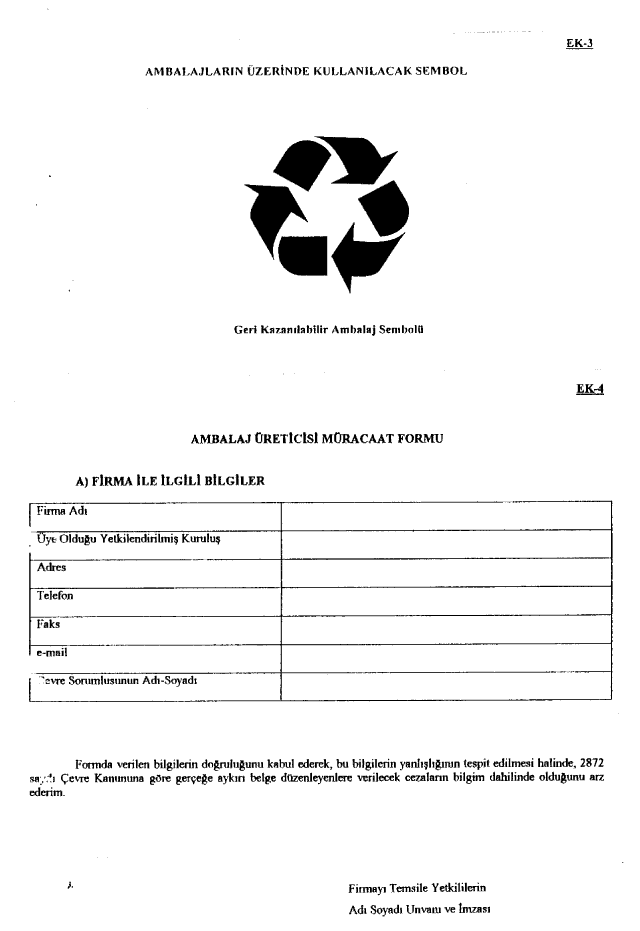 EK-3
AMBALAJLARIN ÜZERİNDE KULLANILACAK SEMBOL
Geri Kazanılabilir Ambalaj Sembolü
EK-4
AMBALAJ ÜRETİCİSİ MÜRACAAT FORMU
A) FİRMA İLE İLGİLİ BİLGİLER
Firma Adı
Üye Olduğu Yetkilendirilmiş Kuruluş
Adres
Telefon
Faks
e-mail
Çevre Sorumlusunun Adı-Soyadı
Formda verilen bilgilerin doğruluğunu kabul ederek, bu bilgilerin yanlışlığının tespit edilmesi halinde, 2872
sayılı Çevre Kanununa göre gerçeğe aykırı belge düzenleyenlere verilecek cezaların bilgim dahilinde olduğunu arz
ederim.
Firmayı Temsile Yetkililerin
Adı Soyadı Unvanı ve İmzası